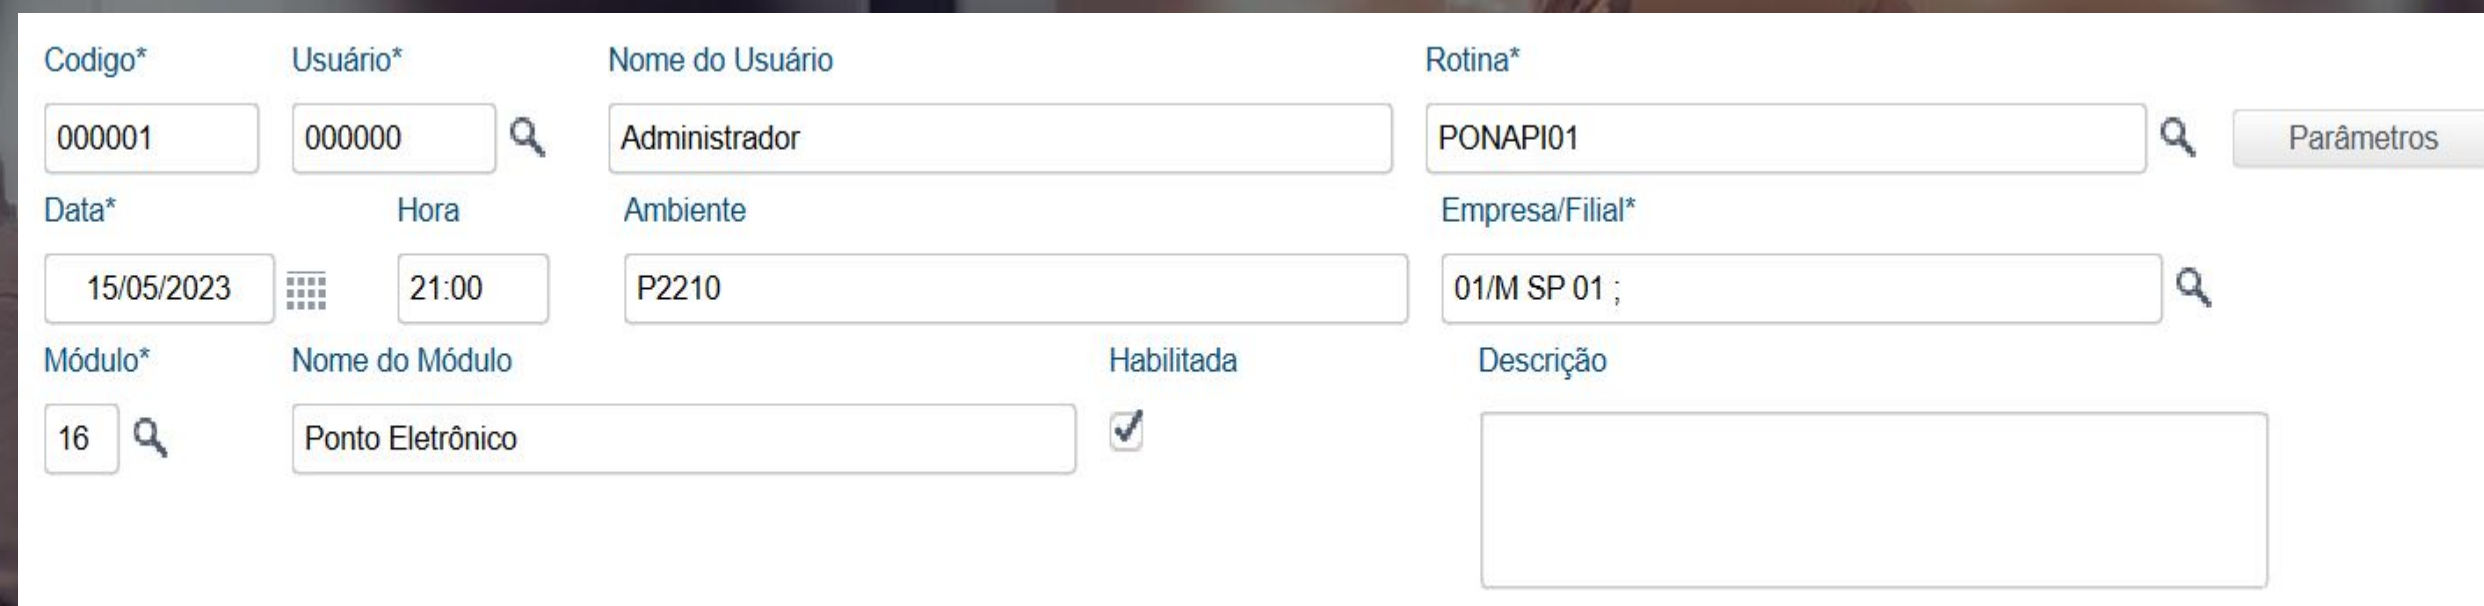 Codigo* Usuário* Nome do Usuário Rotina*
000001 000000 Administrador PONAPI01 Parâmetros
Data* Hora Ambiente Empresa/Filial*
15/05/2023 21:00 P2210 01/M SP 01 ;
Módulo* Nome do Módulo Habilitada Descrição
16 Ponto Eletrônico